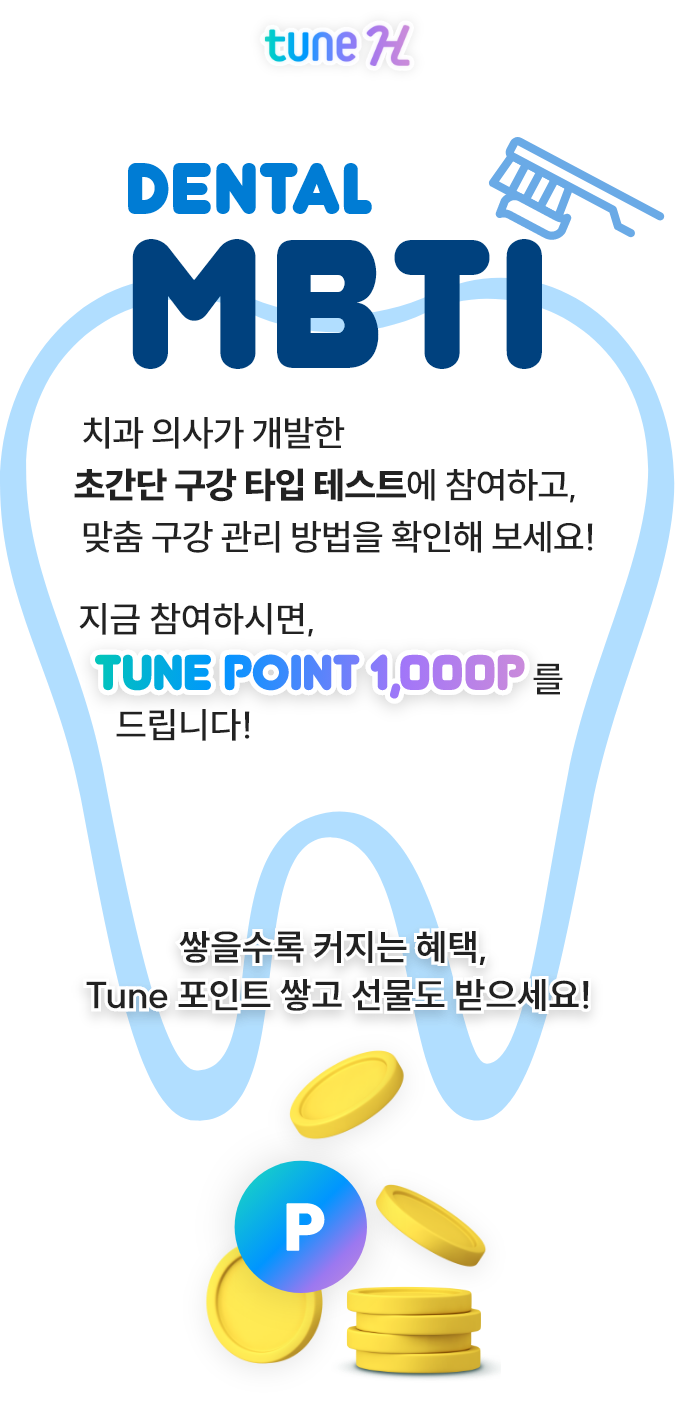 tune H
DENTAL
MBTI
치과 의사가 개발한
초간단 구강 타입 테스트에 참여하고,
맞춤 구강 관리 방법을 확인해 보세요!
지금 참여하시면,
TUNE POINT 1,000P 를
드립니다!
쌓을수록 커지는 혜택,
Tune 포인트 쌓고 선물도 받으세요!
P